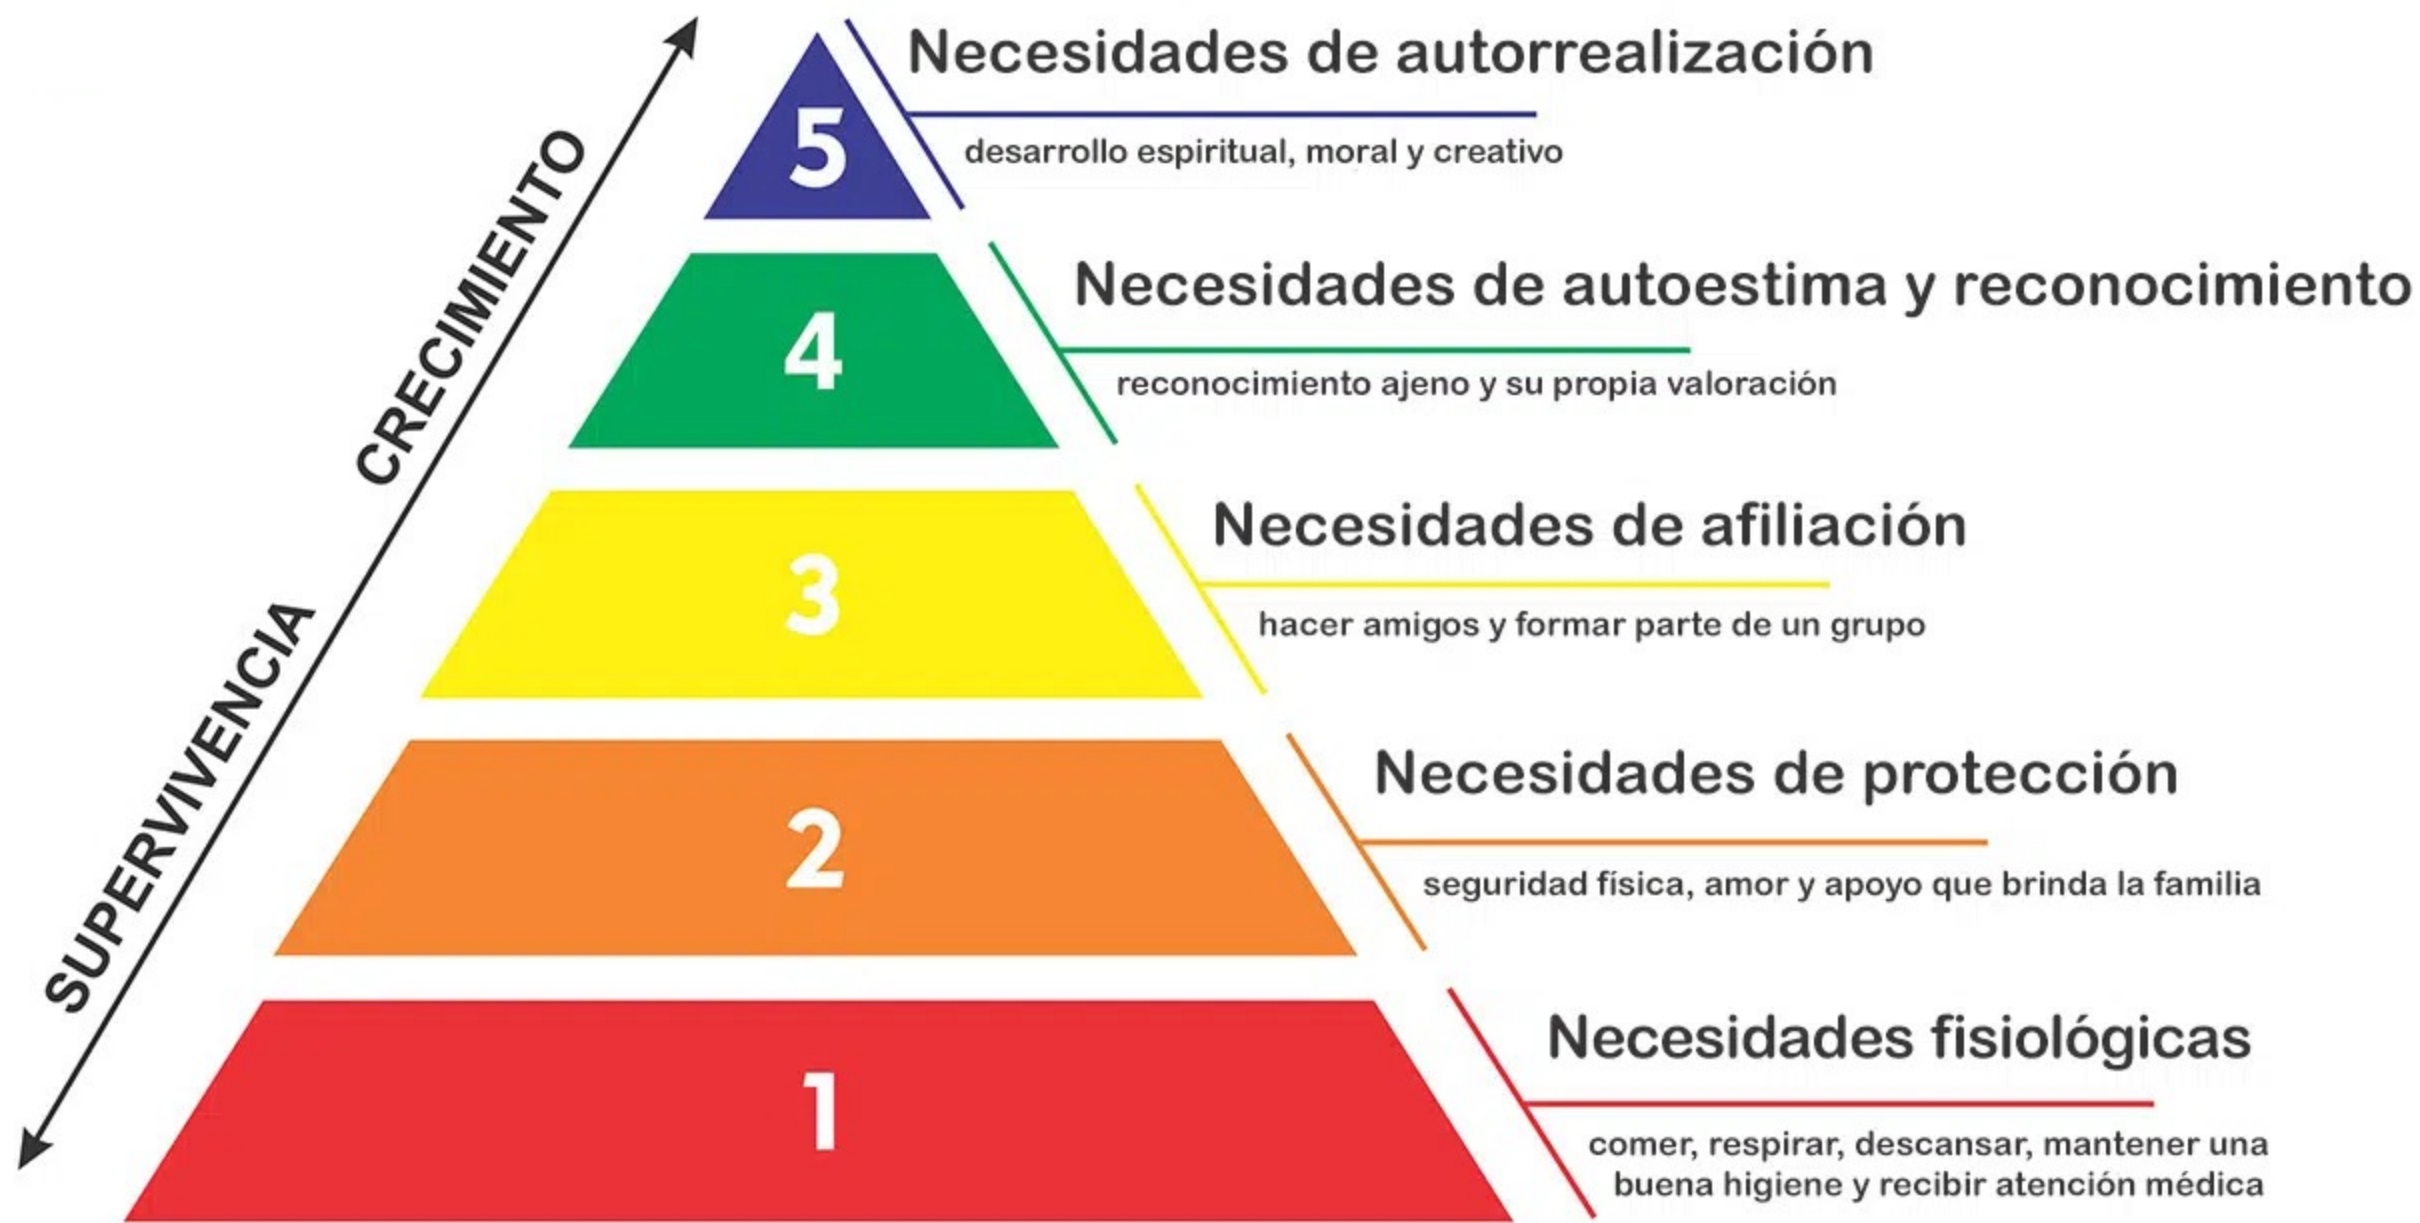 CRECIMIENTO
SUPERVIVENCIA
5
Necesidades de autorrealización
desarrollo espiritual, moral y creativo
4
Necesidades de autoestima y reconocimiento
reconocimiento ajeno y su propia valoración
3
Necesidades de afiliación
hacer amigos y formar parte de un grupo
2
Necesidades de protección
seguridad física, amor y apoyo que brinda la familia
1
Necesidades fisiológicas
comer, respirar, descansar, mantener una
buena higiene y recibir atención médica